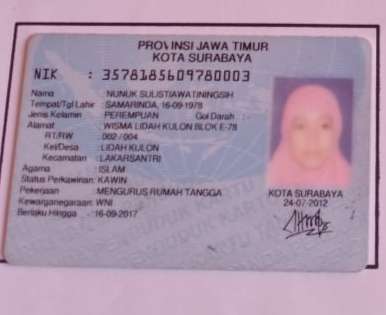 PROVINSI JAWA TIMUR
KOTA SURABAYA
NIK : 3578185609780003
Nama : NUNUK SULISTIAWATININGSIH
Tempat/Tgl Lahir : SAMARINDA, 16-09-1978
Jenis Kelamin : PEREMPUAN Gol Darah : -
Alamat : WISMA LIDAH KULON BLOK E-78
RT/RW : 002 / 004
Kel/Desa : LIDAH KULON
Kecamatan : LAKARSANTRI
Agama : ISLAM
Status Perkawinan: KAWIN
Pekerjaan : MENGURUS RUMAH TANGGA
Kewarganegaraan: WNI
Berlaku Hingga : 16-09-2017
KOTA SURABAYA
24-07-2012